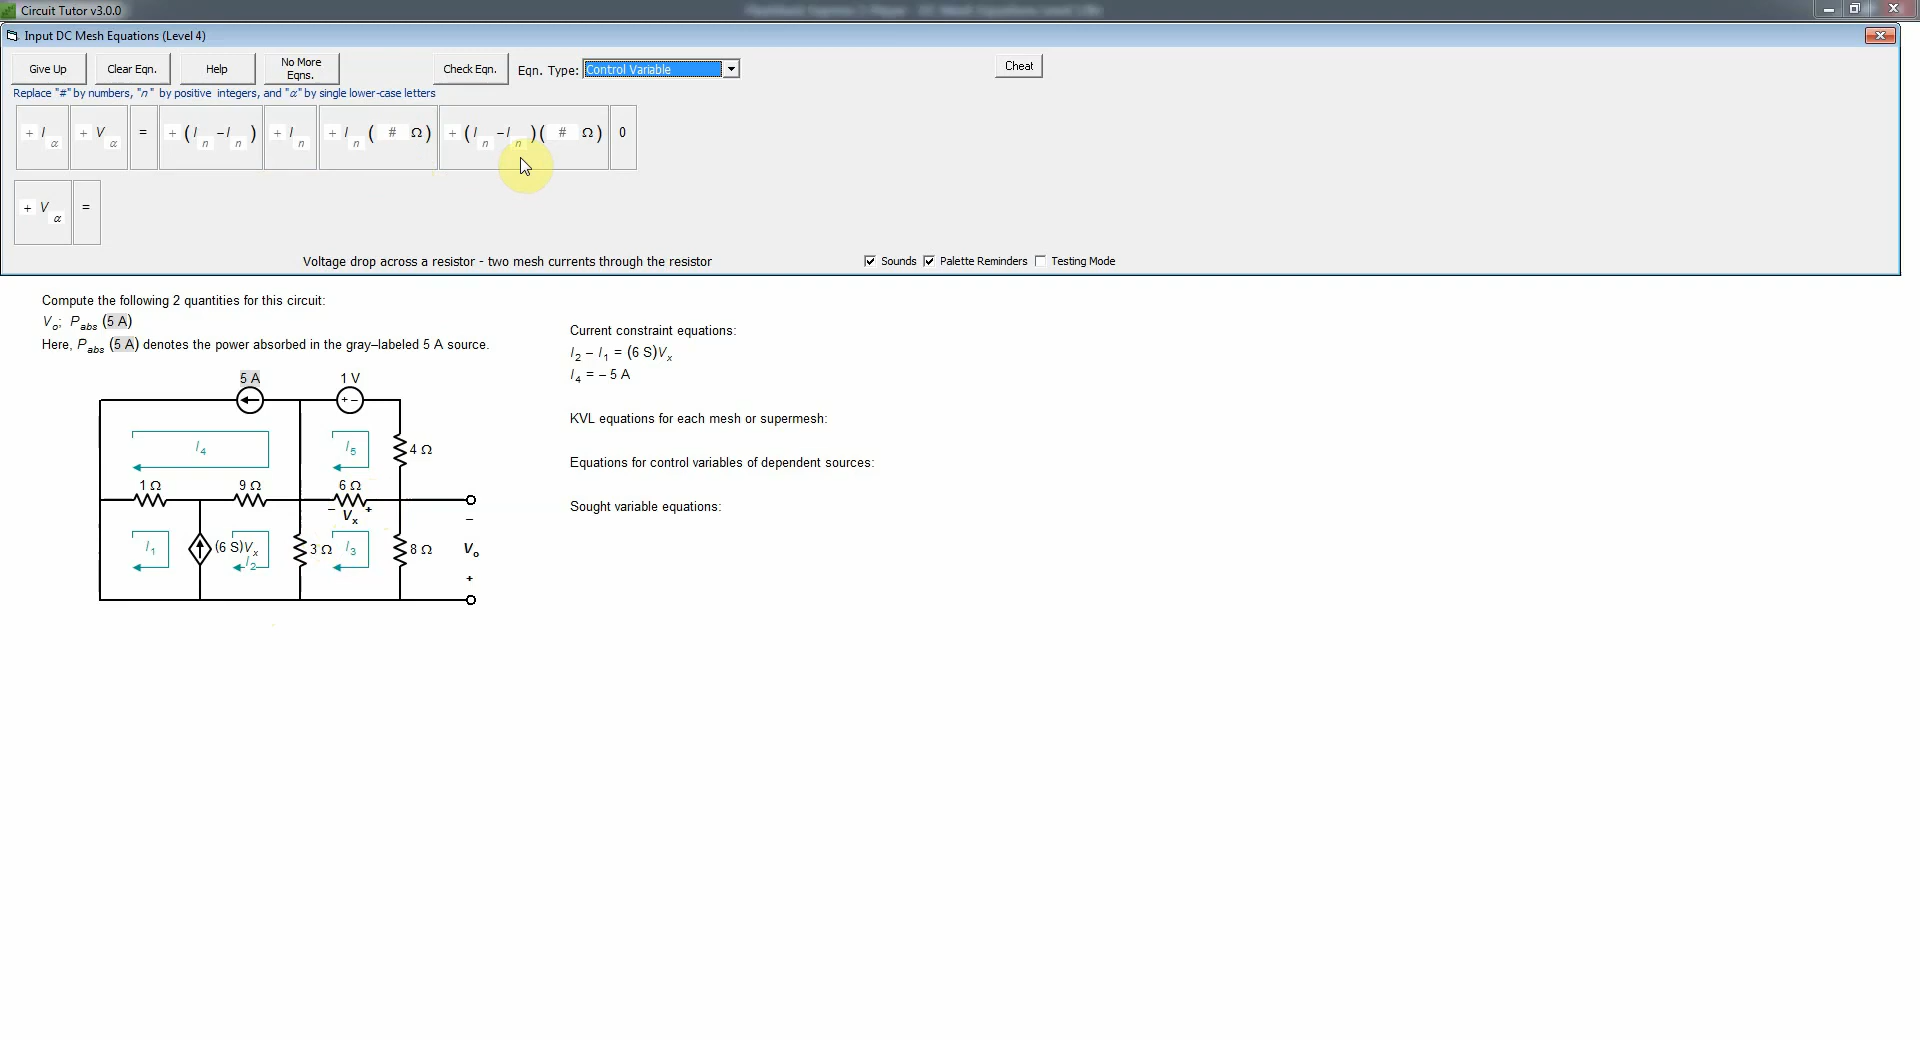 Circuit Tutor v3.0.0
Input DC Mesh Equations (Level 4)
Give Up
Clear Eqn.
Help
No More
Eqns.
Check Eqn.
Eqn. Type:
Control Variable
Cheat
Replace "#" by numbers, "n" by positive integers, and "α" by single lower-case letters
+ I α
+ V α
=
+ ( I n − I n )
+ I n
+ I n ( # Ω )
+ ( I n − I n ) ( # Ω )
0
+ V α
=
Voltage drop across a resistor - two mesh currents through the resistor
Sounds
Palette Reminders
Testing Mode
Compute the following 2 quantities for this circuit:
Vo; Pabs (5 A)
Here, Pabs (5 A) denotes the power absorbed in the gray–labeled 5 A source.
Current constraint equations:
I2 − I1 = (6 S)Vx
I4 = − 5 A
KVL equations for each mesh or supermesh:
Equations for control variables of dependent sources:
Sought variable equations:
5 A
1 V
+ −
I4
I5
4 Ω
1 Ω
9 Ω
6 Ω
− Vx +
−
I1
(6 S)Vx
I2
3 Ω
I3
8 Ω
Vo
+